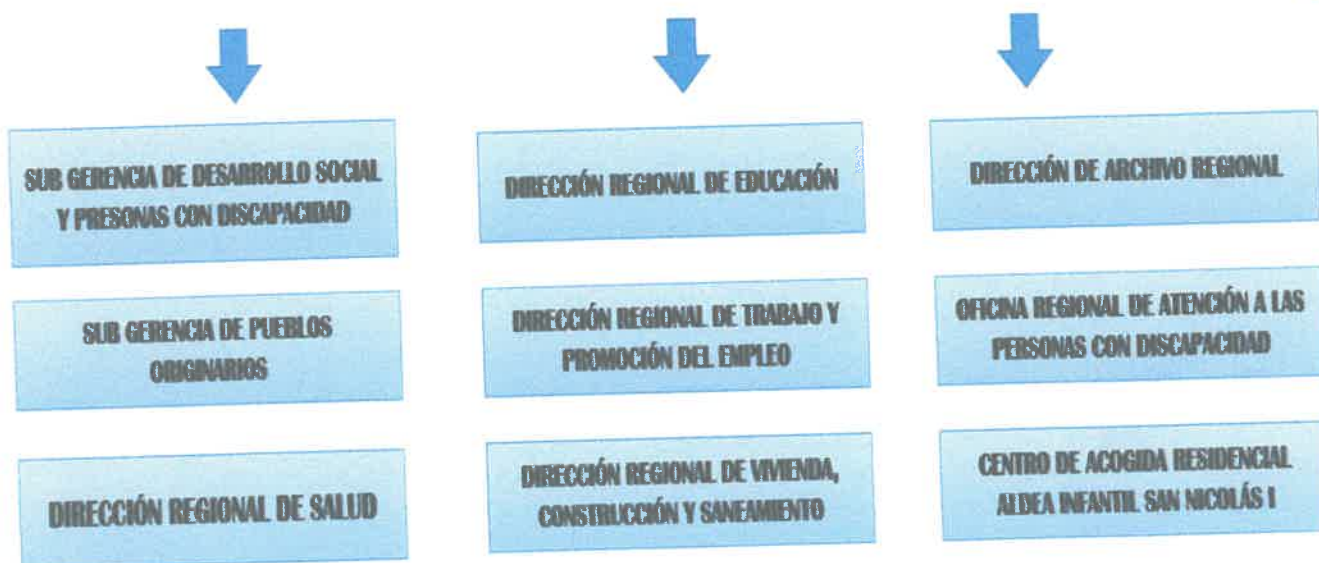 SUB GERENCIA DE DESARROLLO SOCIAL
Y PRESONAS CON DISCAPACIDAD
DIRECCIÓN REGIONAL DE EDUCACIÓN
DIRECCIÓN DE ARCHIVO REGIONAL
SUB GERENCIA DE PUEBLOS
ORIGINARIOS
DIRECCIÓN REGIONAL DE TRABAJO Y
PROMOCIÓN DEL EMPLEO
OFICINA REGIONAL DE ATENCIÓN A LAS
PERSONAS CON DISCAPACIDAD
DIRECCIÓN REGIONAL DE SALUD
DIRECCIÓN REGIONAL DE VIVIENDA,
CONSTRUCCIÓN Y SANEAMIENTO
CENTRO DE ACOGIDA RESIDENCIAL
ALDEA INFANTIL SAN NICOLÁS I